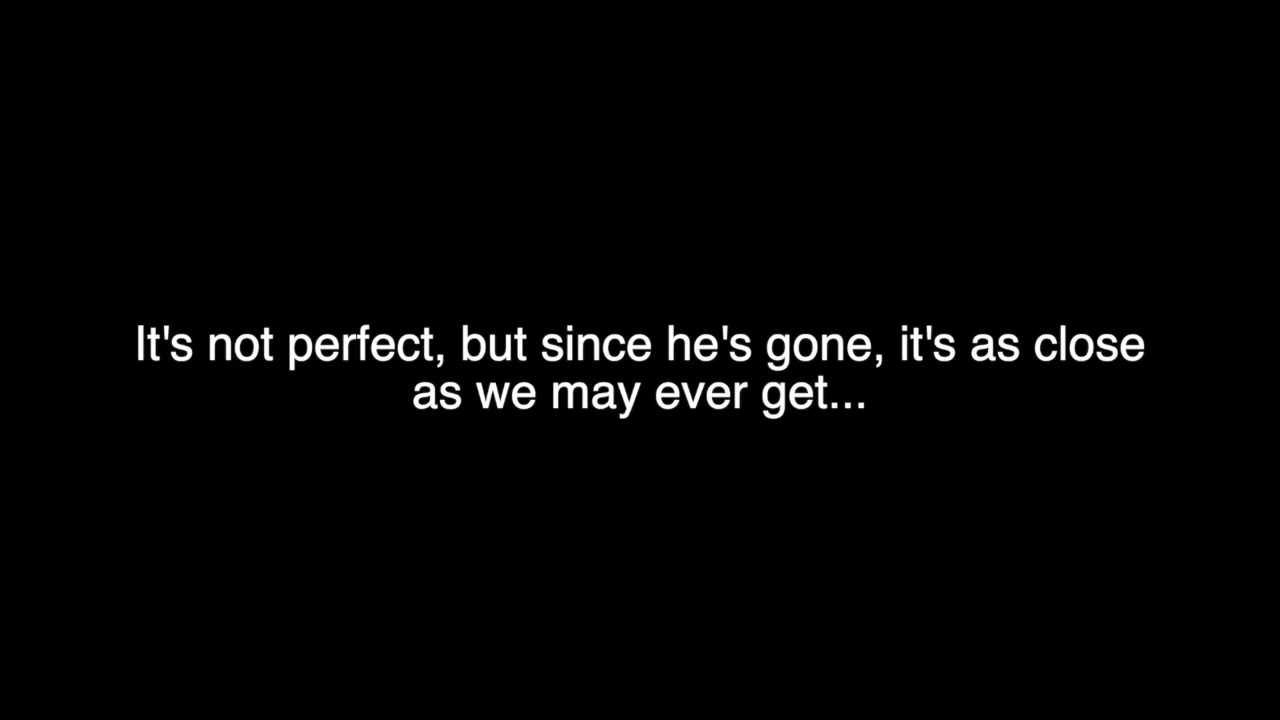 It's not perfect, but since he's gone, it's as close
as we may ever get...